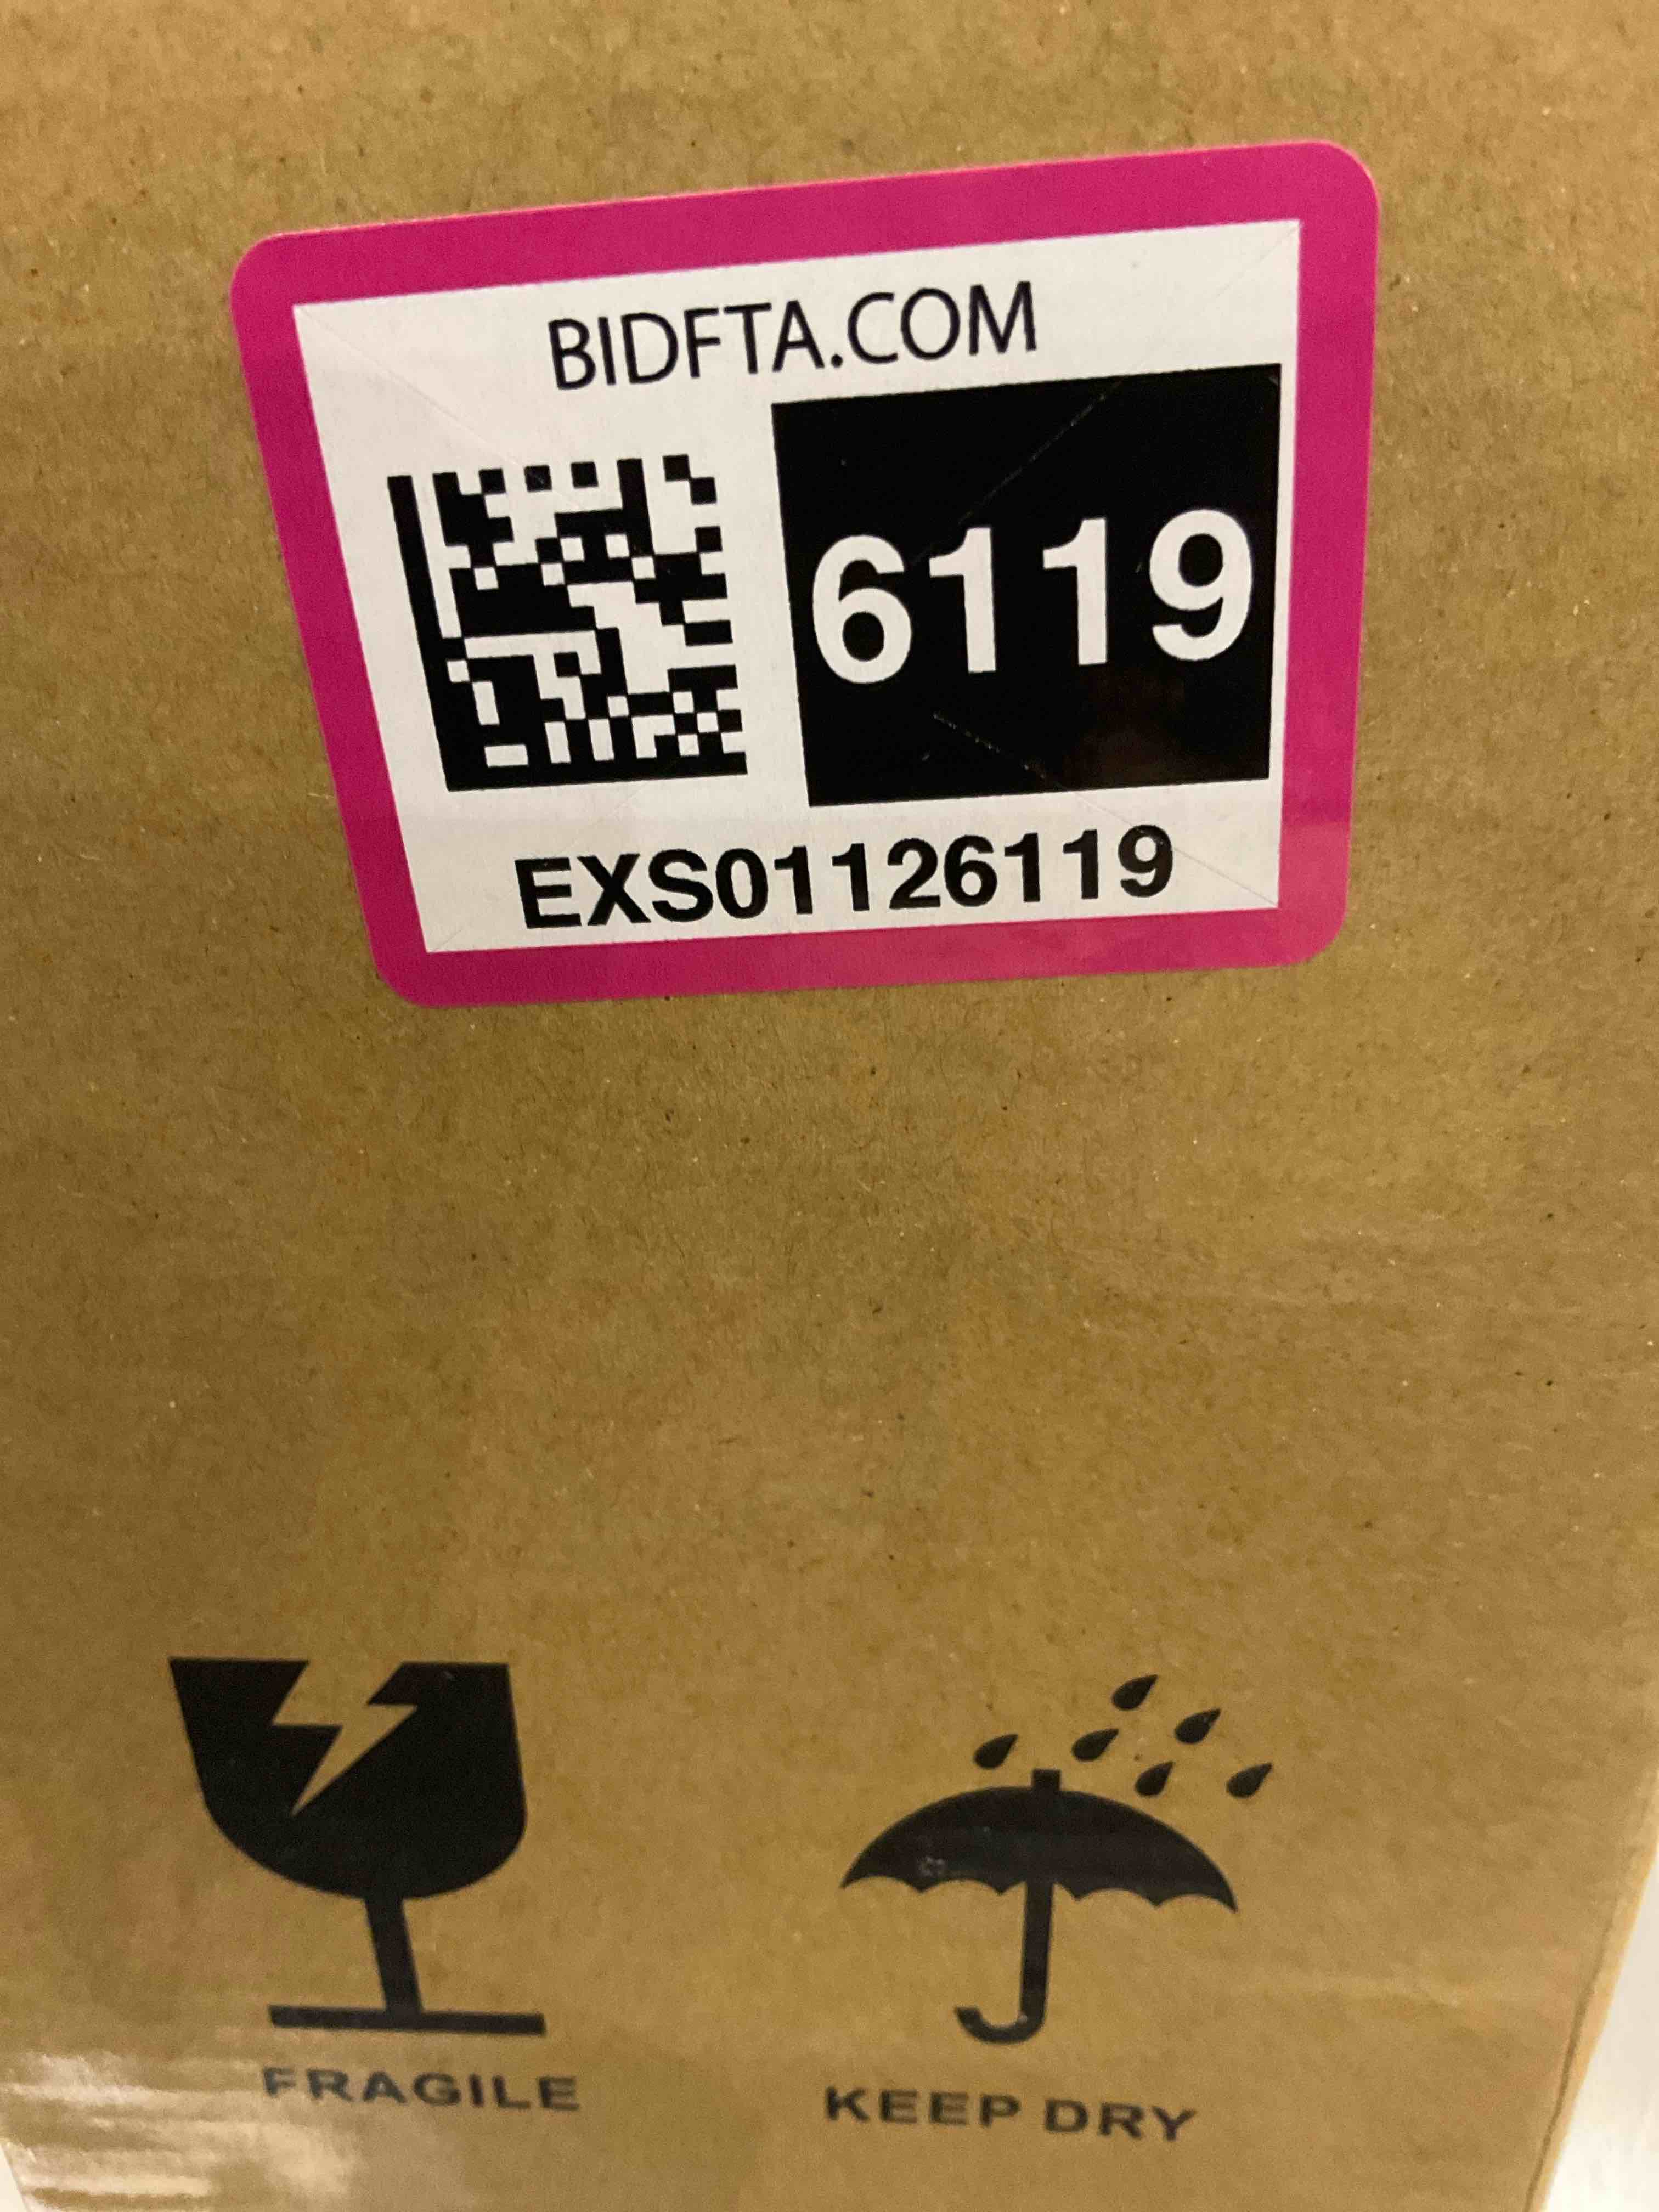 BIDFTA.COM
6119
EXS01126119
FRAGILE
KEEP DRY